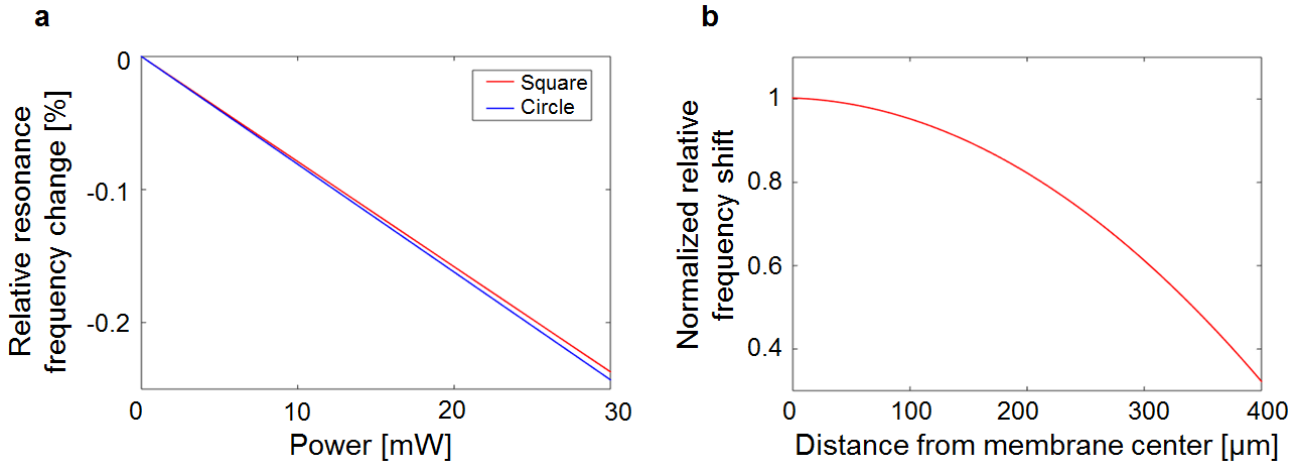 a
Relative resonance
frequency change [%]
0
-0.1
-0.2
Square
Circle
0
10
20
30
Power [mW]
b
Normalized relative
frequency shift
1
0.8
0.6
0.4
0
100
200
300
400
Distance from membrane center [µm]